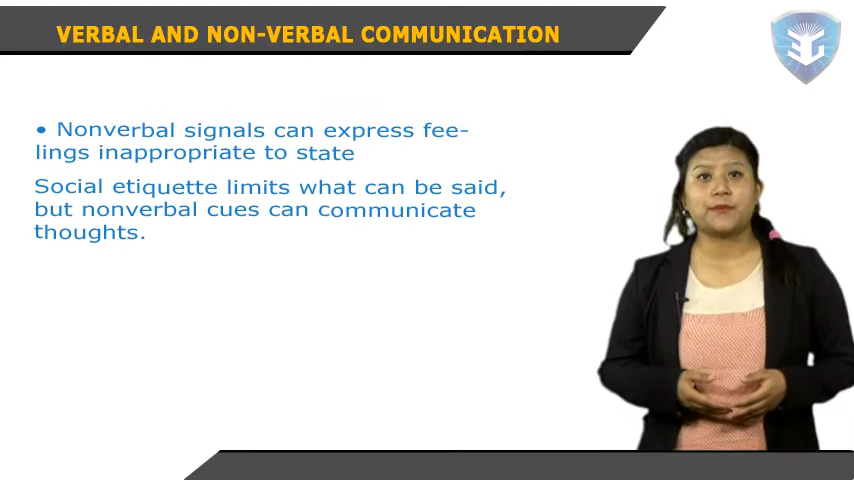 VERBAL AND NON-VERBAL COMMUNICATION
• Nonverbal signals can express fee-
lings inappropriate to state
Social etiquette limits what can be said,
but nonverbal cues can communicate
thoughts.